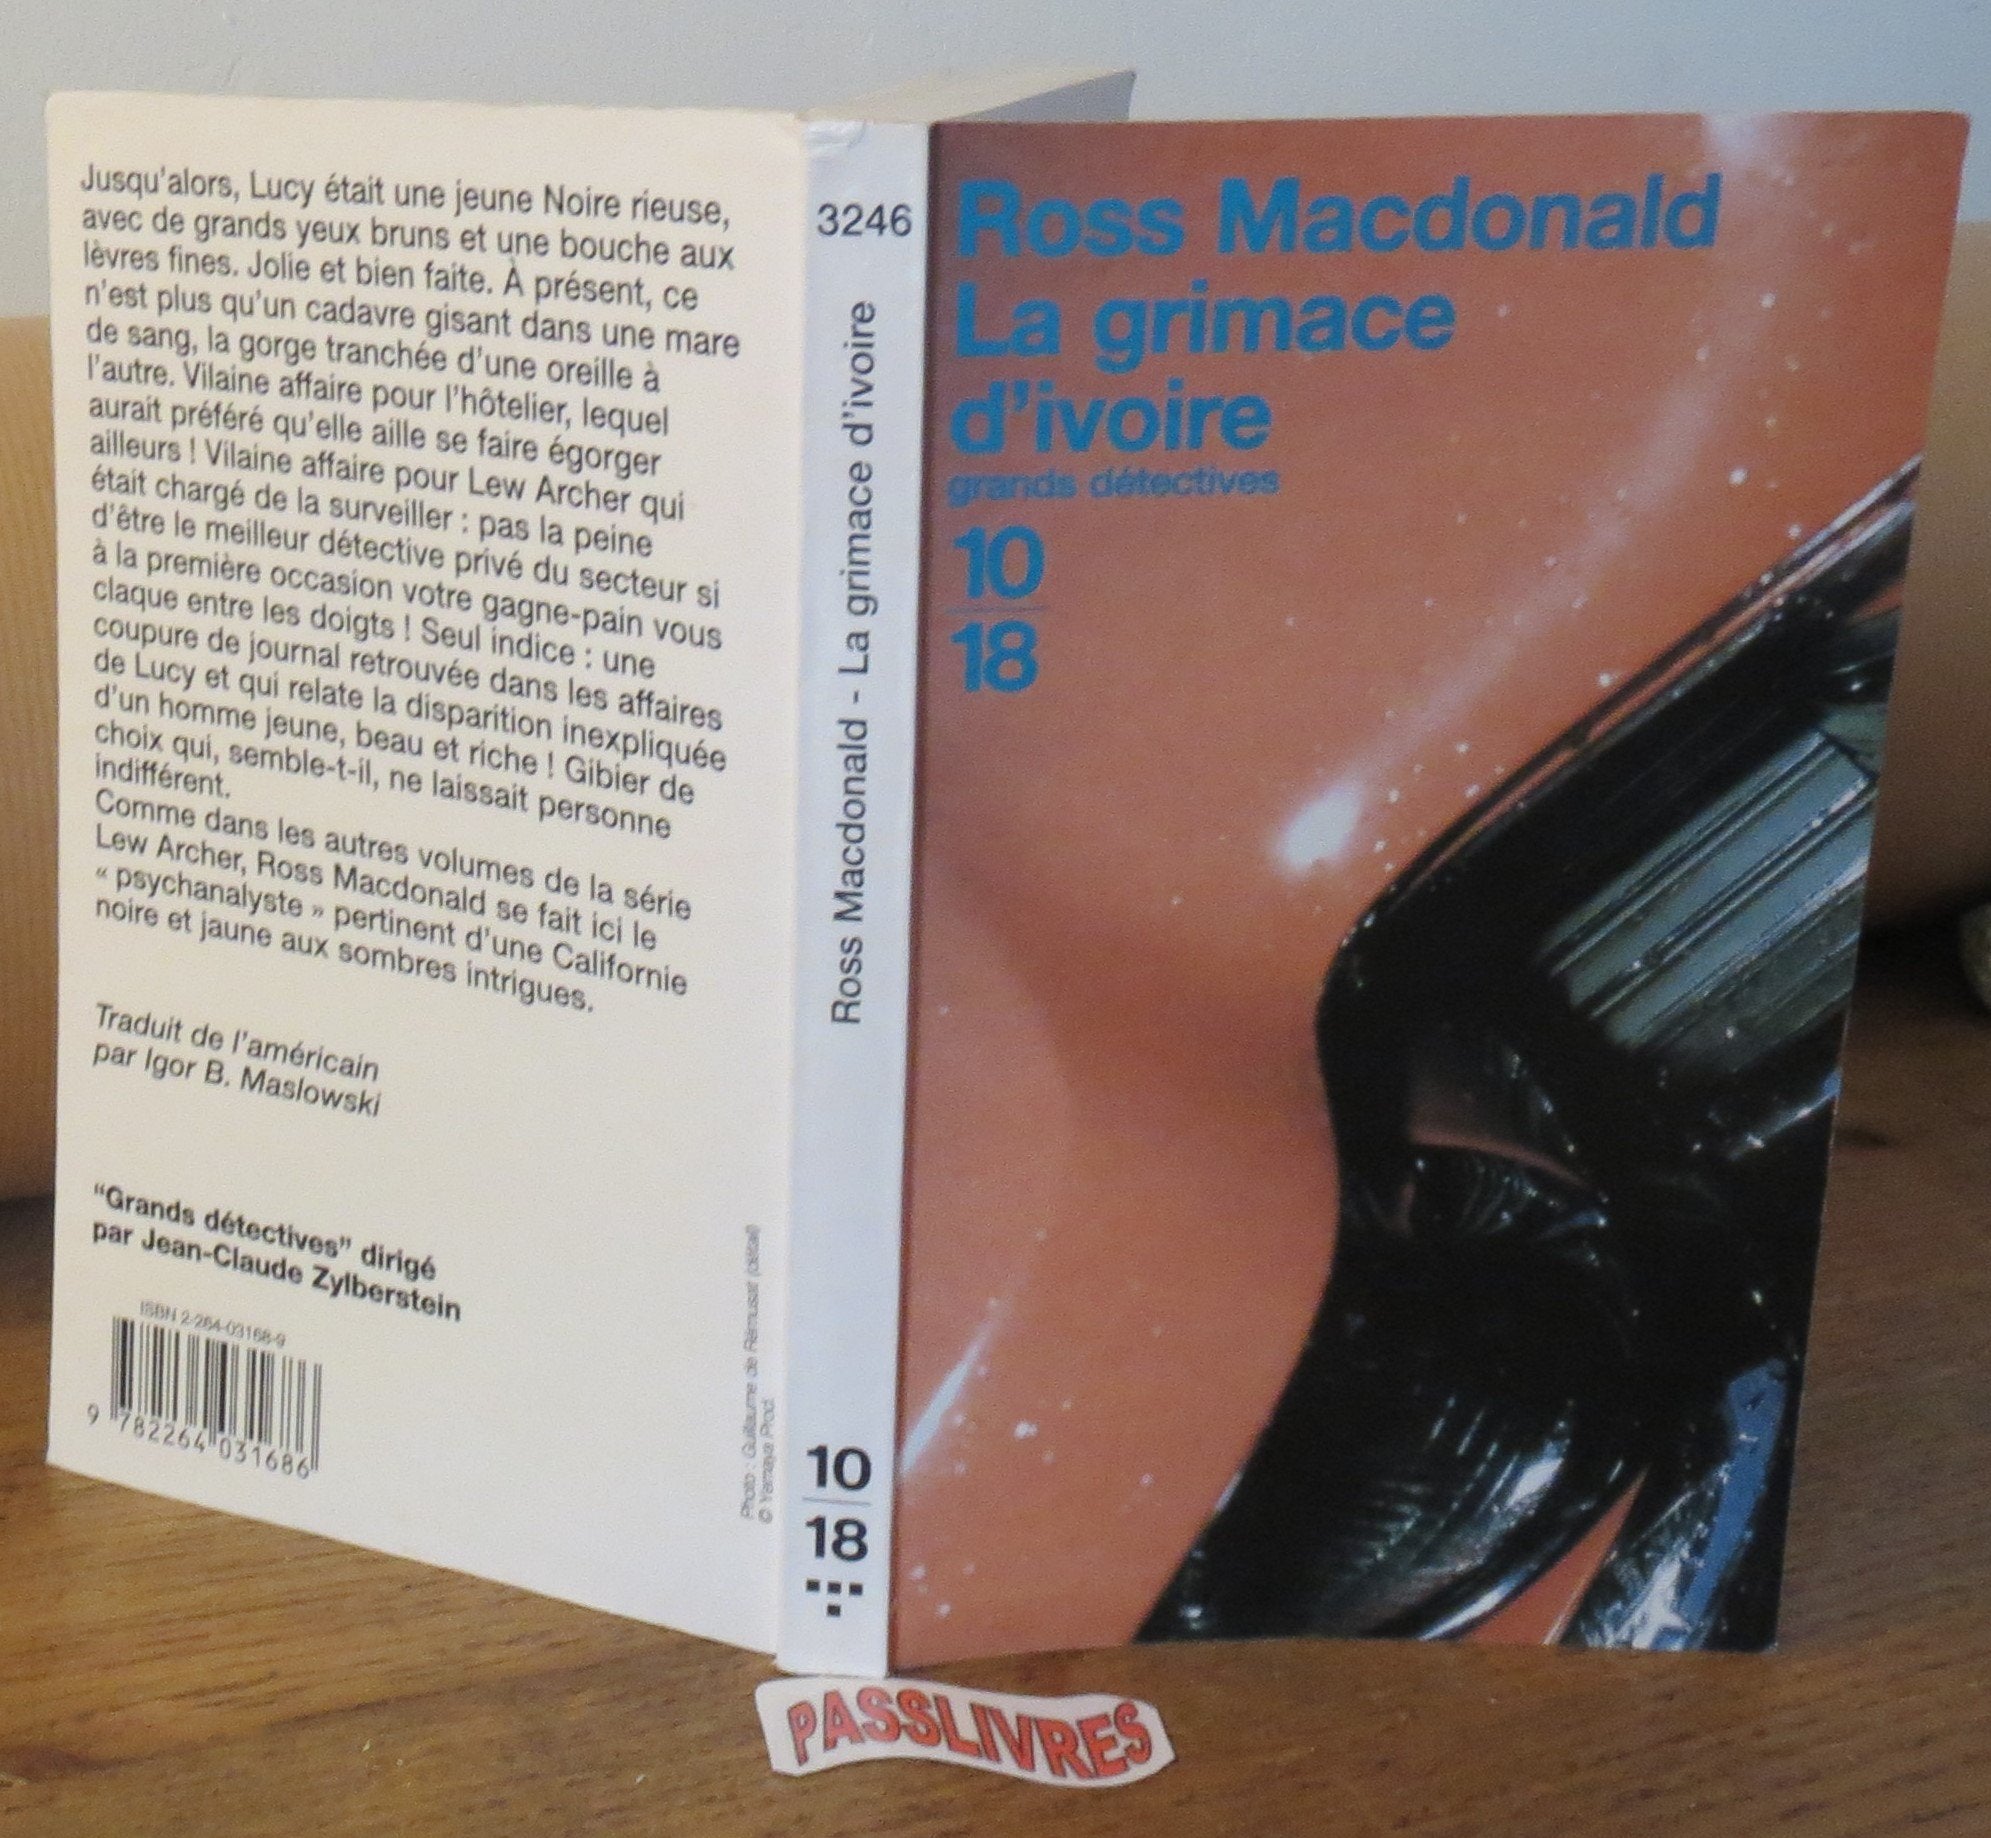 Jusqu'alors, Lucy était une jeune Noire rieuse,
avec de grands yeux bruns et une bouche aux
lèvres fines. Jolie et bien faite. À présent, ce
n'est plus qu'un cadavre gisant dans une mare
de sang, la gorge tranchée d'une oreille à
l'autre. Vilaine affaire pour l'hôtelier, lequel
aurait préféré qu'elle aille se faire égorger
ailleurs ! Vilaine affaire pour Lew Archer qui
était chargé de la surveiller : pas la peine
d'être le meilleur détective privé du secteur si
à la première occasion votre gagne-pain vous
claque entre les doigts ! Seul indice : une
coupure de journal retrouvée dans les affaires
de Lucy et qui relate la disparition inexpliquée
d'un homme jeune, beau et riche ! Gibier de
choix qui, semble-t-il, ne laissait personne
indifférent.
Comme dans les autres volumes de la série
Lew Archer, Ross Macdonald se fait ici le
« psychanalyste » pertinent d'une Californie
noire et jaune aux sombres intrigues.
Traduit de l'américain
par Igor B. Maslowski
"Grands détectives" dirigé
par Jean-Claude Zylberstein
ISBN 2-264-03168-9
9 782264 031686
Photo : Guillaume de Rémusat (détail)
© Yamaya Prod.
3246
Ross Macdonald - La grimace d'ivoire
10
18
Ross Macdonald
La grimace
d'ivoire
grands détectives
10
18
PASSLIVRES